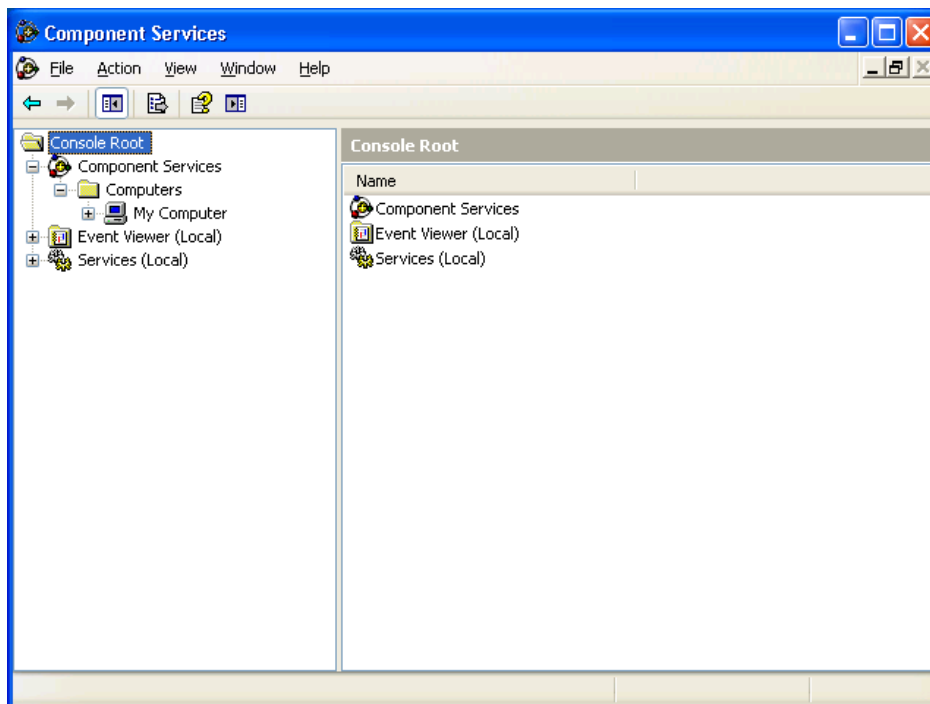 Component Services
File Action View Window Help
Console Root
Component Services
Computers
My Computer
Event Viewer (Local)
Services (Local)
Console Root
Name
Component Services
Event Viewer (Local)
Services (Local)